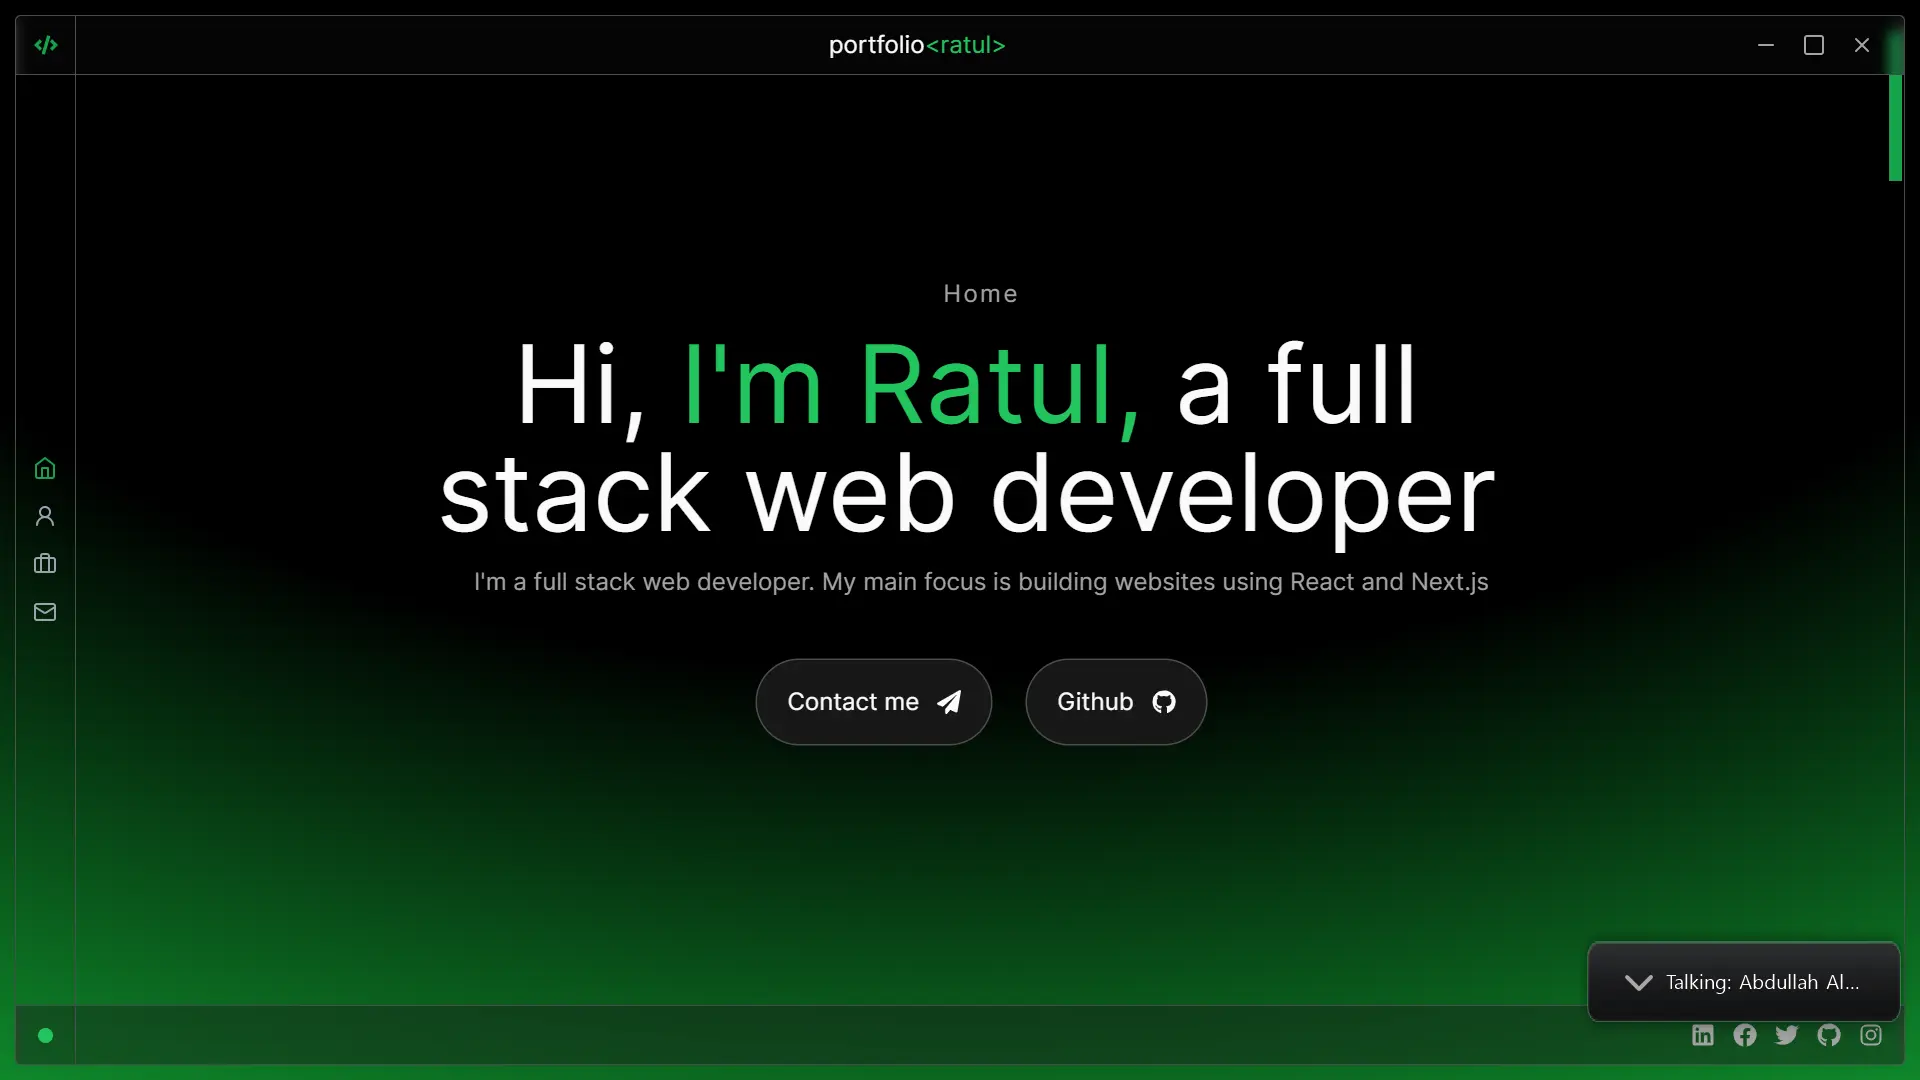 portfolio<ratul>
Home
Hi, I'm Ratul, a full
stack web developer
I'm a full stack web developer. My main focus is building websites using React and Next.js
Contact me
Github
Talking: Abdullah Al...